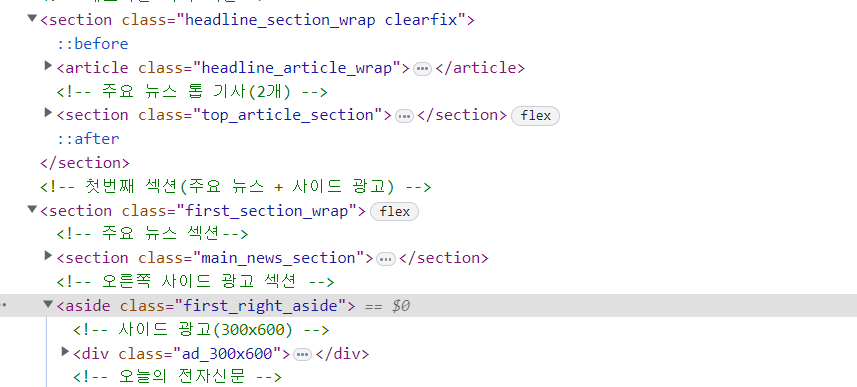 ▼<section class="headline_section_wrap clearfix">
::before
▶<article class="headline_article_wrap">⋯</article>
<!-- 주요 뉴스 톱 기사(2개) -->
▶<section class="top_article_section">⋯</section> flex
::after
</section>
<!-- 첫번째 섹션(주요 뉴스 + 사이드 광고) -->
▼<section class="first_section_wrap"> flex
<!-- 주요 뉴스 섹션-->
▶<section class="main_news_section">⋯</section>
<!-- 오른쪽 사이드 광고 섹션 -->
▼<aside class="first_right_aside"> == $0
<!-- 사이드 광고(300x600) -->
▶<div class="ad_300x600">⋯</div>
<!-- 오늘의 전자신문 -->